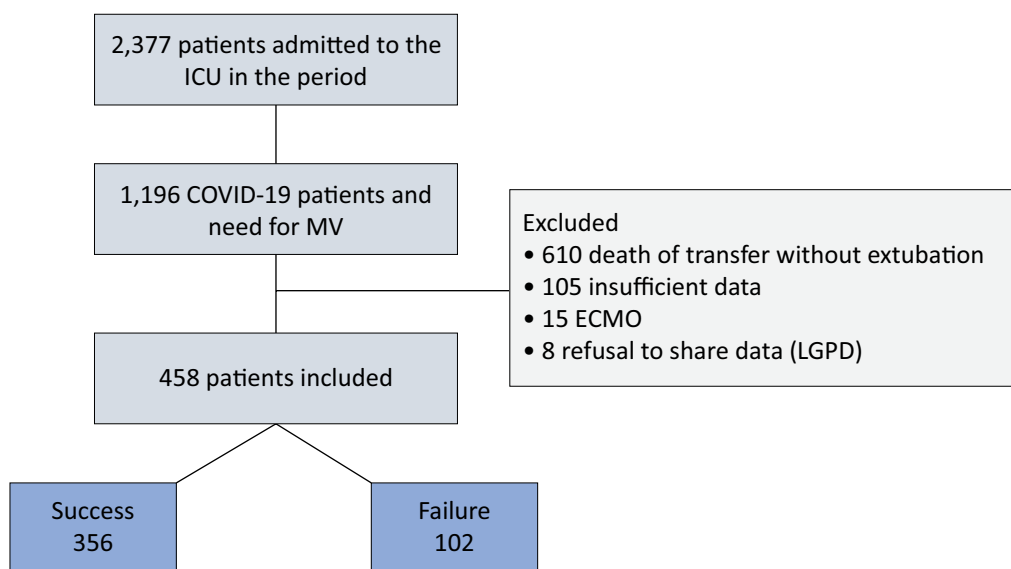 2,377 patients admitted to the
ICU in the period
1,196 COVID-19 patients and
need for MV
Excluded
• 610 death of transfer without extubation
• 105 insufficient data
• 15 ECMO
• 8 refusal to share data (LGPD)
458 patients included
Success
356
Failure
102